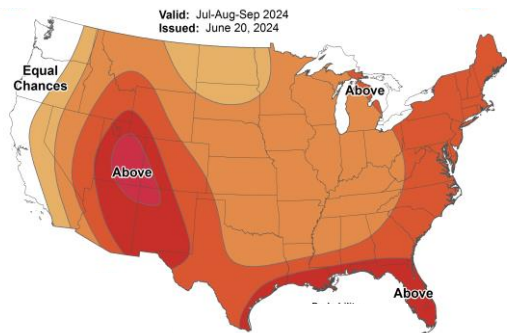 Valid: Jul-Aug-Sep 2024
Issued: June 20, 2024
Equal
Chances
Above
Above
Above